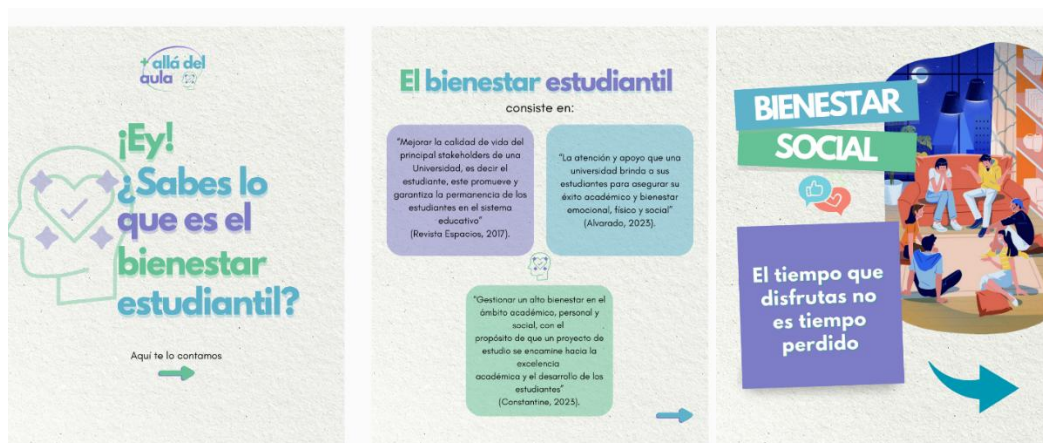 + allá del
aula
¡Ey!
¿Sabes lo
que es el
bienestar
estudiantil?
Aquí te lo contamos
El bienestar estudiantil
consiste en:
"Mejorar la calidad de vida del
principal stakeholders de una
Universidad, es decir el
estudiante, este promueve y
garantiza la permanencia de los
estudiantes en el sistema
educativo"
(Revista Espacios, 2017).
"La atención y apoyo que una
universidad brinda a sus
estudiantes para asegurar su
éxito académico y bienestar
emocional, físico y social"
(Alvarado, 2023).
"Gestionar un alto bienestar en el
ámbito académico, personal y
social, con el
propósito de que un proyecto de
estudio se encamine hacia la
excelencia
académica y el desarrollo de los
estudiantes"
(Constantine, 2023).
BIENESTAR
SOCIAL
El tiempo que
disfrutas no
es tiempo
perdido